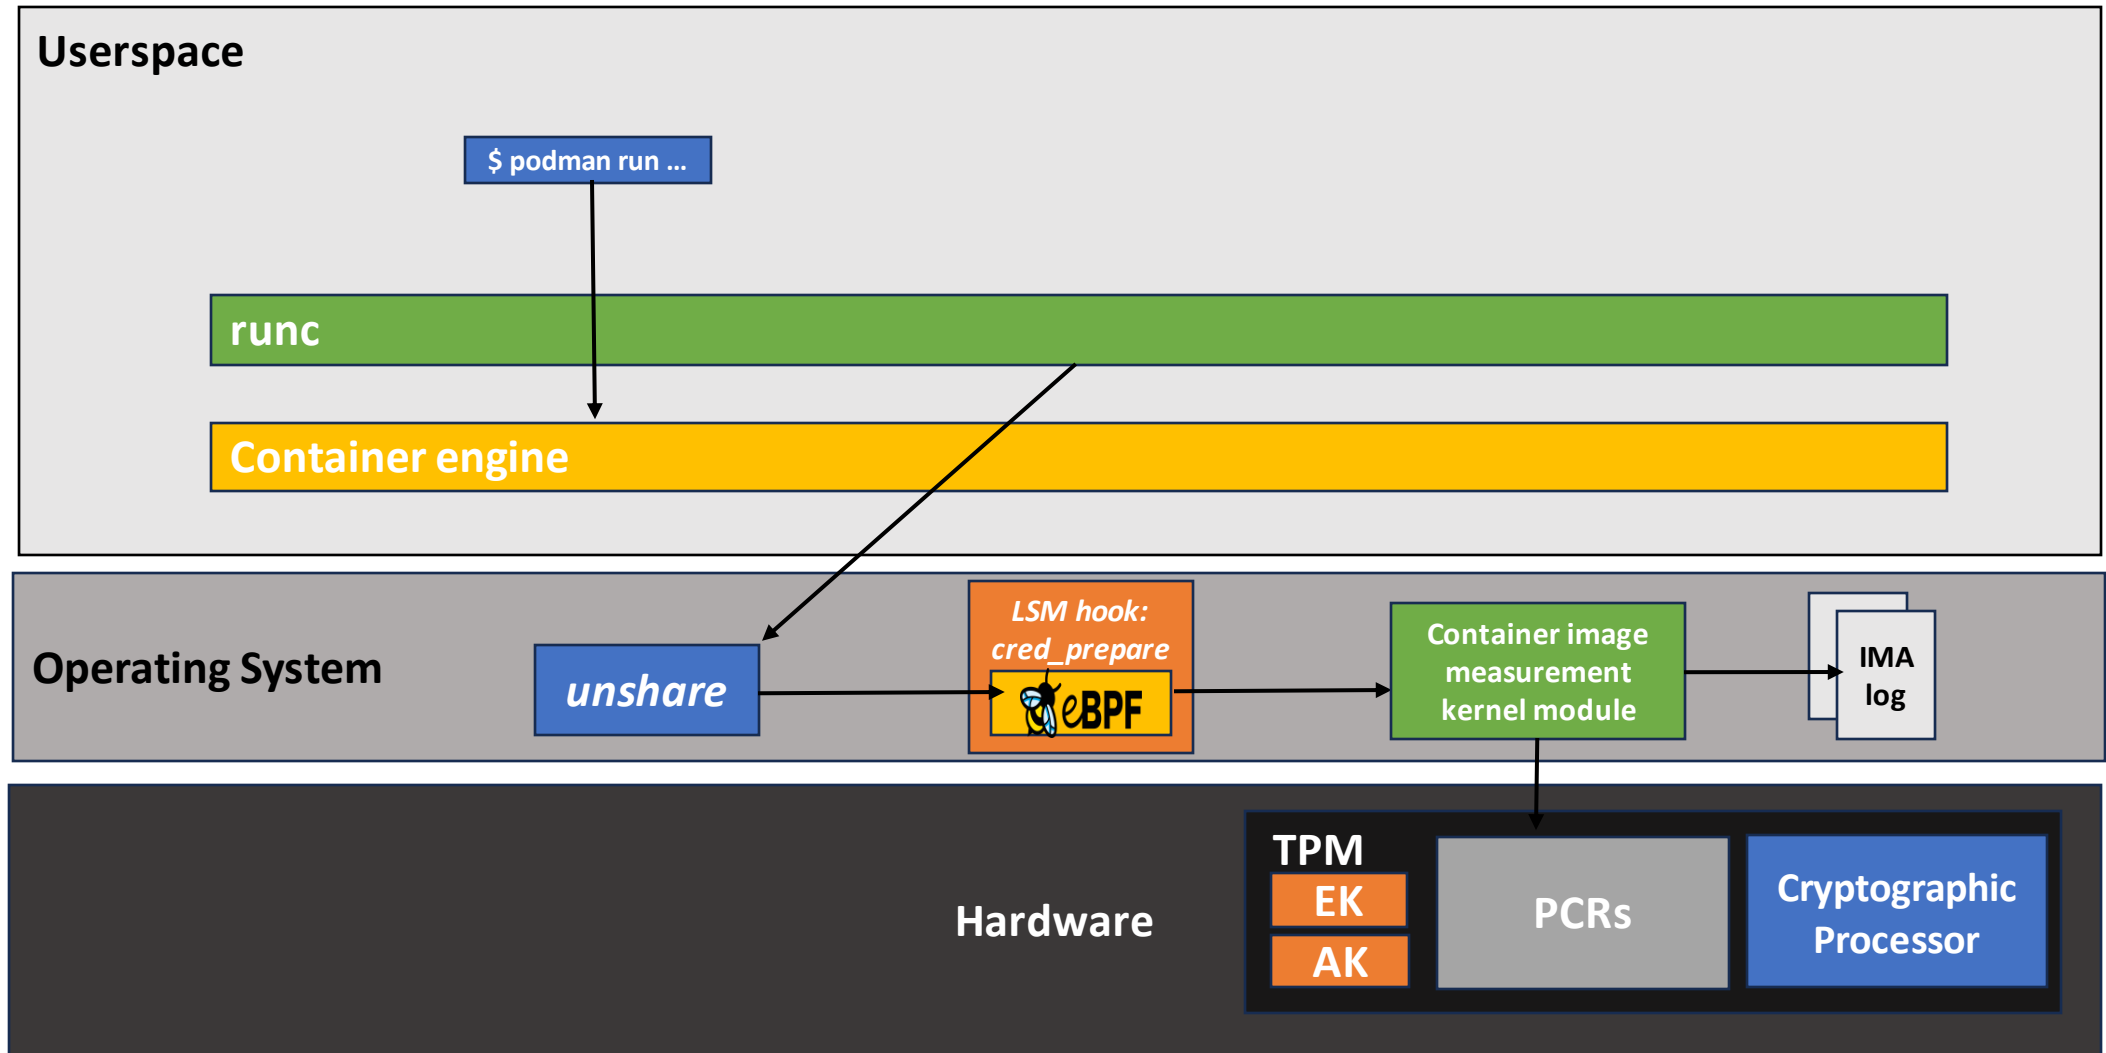 Userspace
$ podman run ...
runc
Container engine
Operating System
unshare
LSM hook:
cred_prepare
eBPF
Container image
measurement
kernel module
IMA
log
Hardware
TPM
EK
AK
PCRs
Cryptographic
Processor